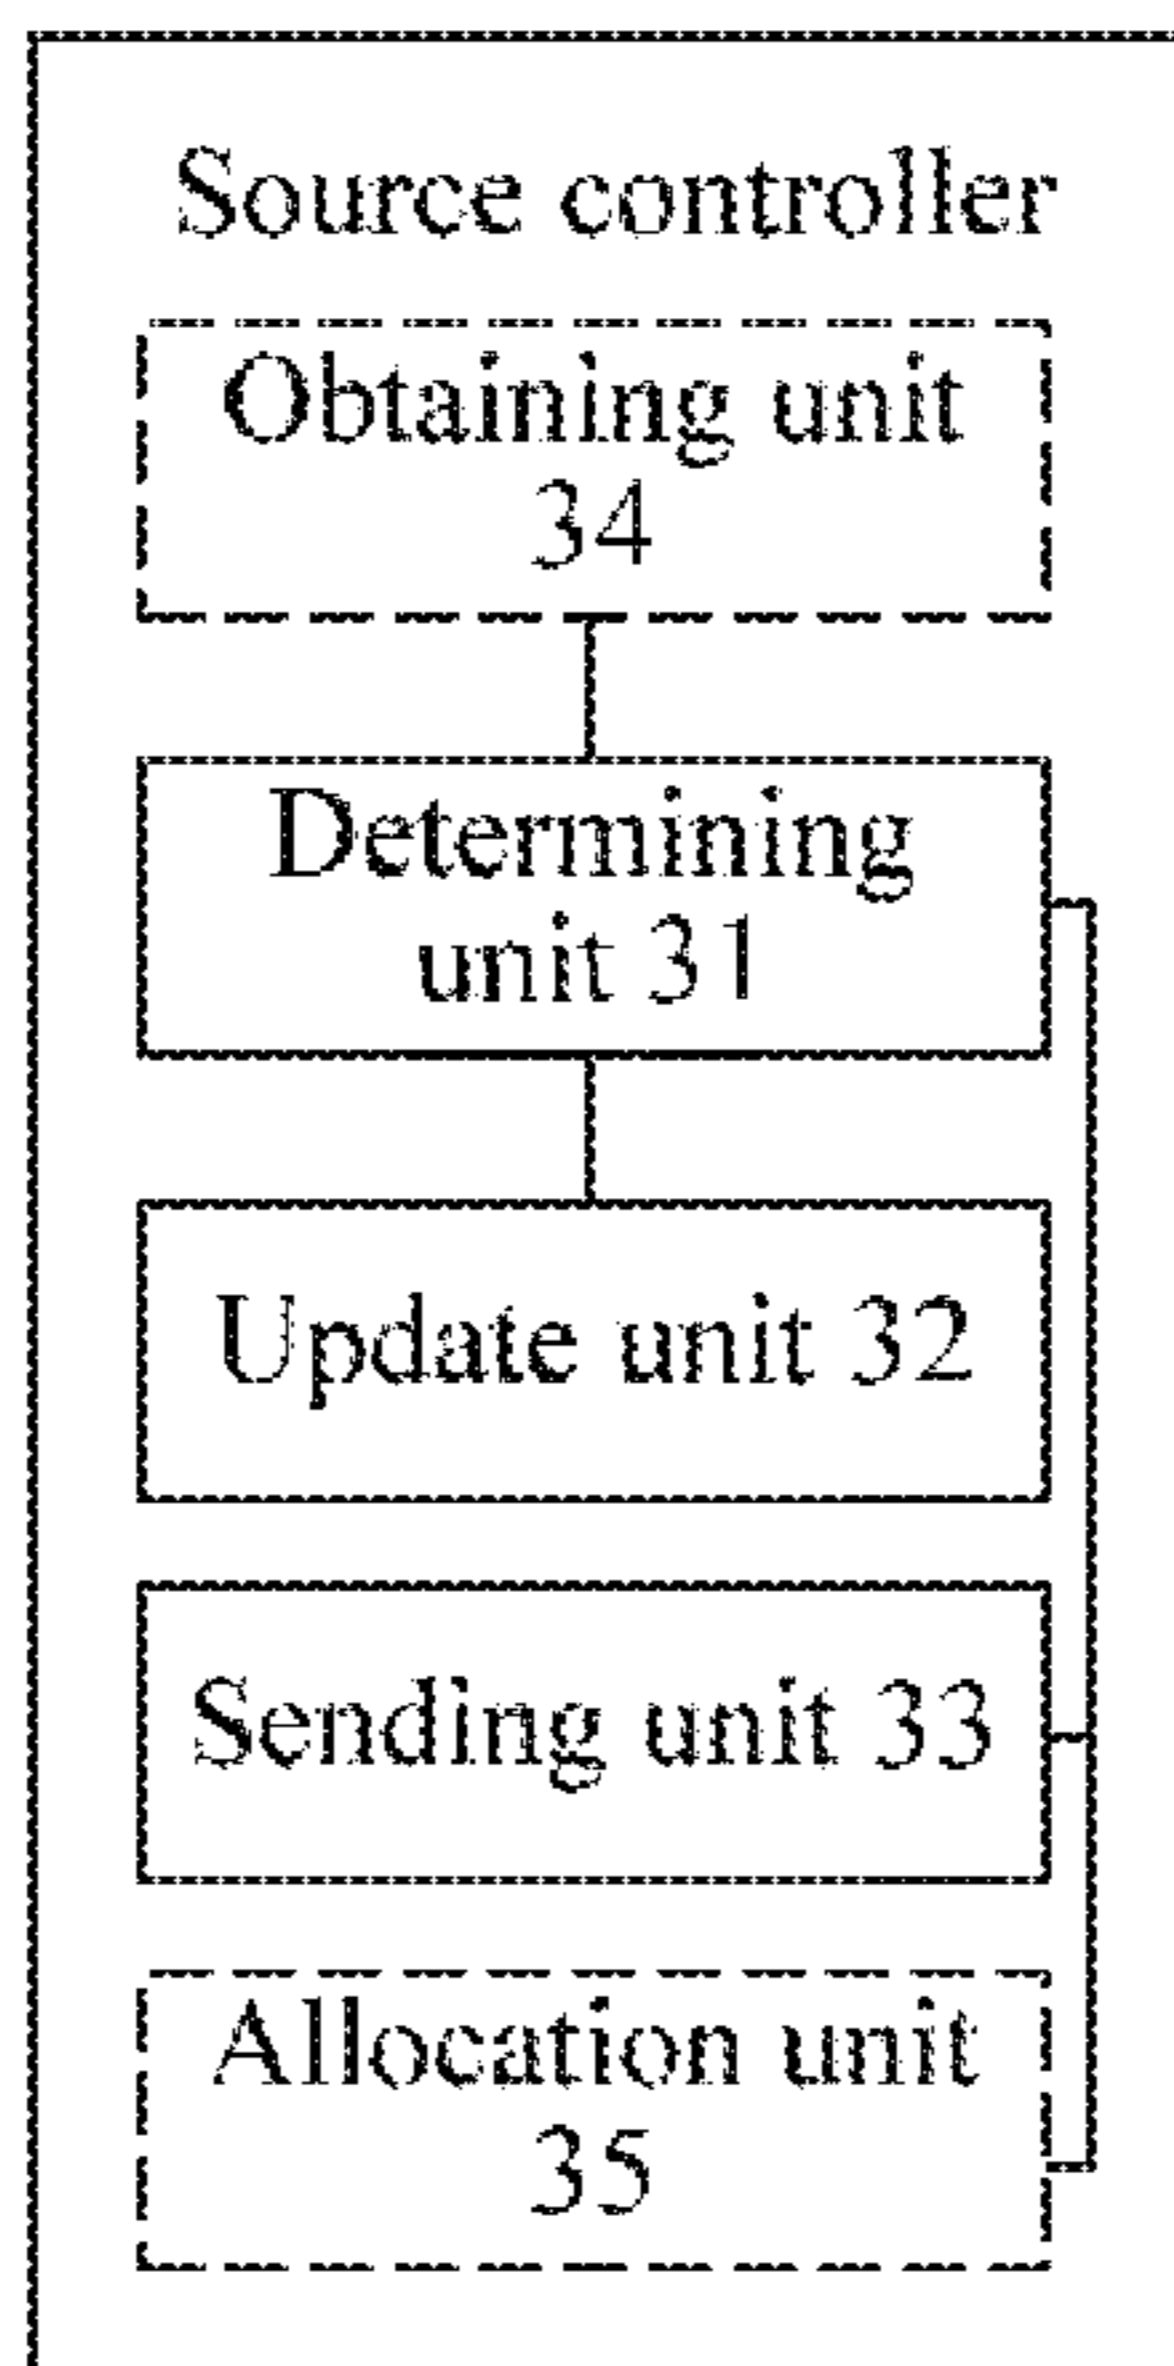 Source controller
Obtaining unit
34
Determining
unit 31
Update unit 32
Sending unit 33
Allocation unit
35